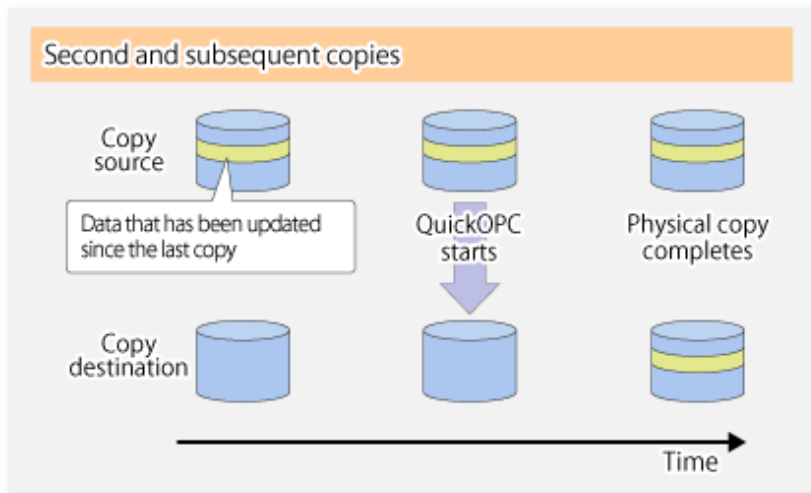 Second and subsequent copies
Copy
source
Data that has been updated
since the last copy
QuickOPC
starts
Physical copy
completes
Copy
destination
Time